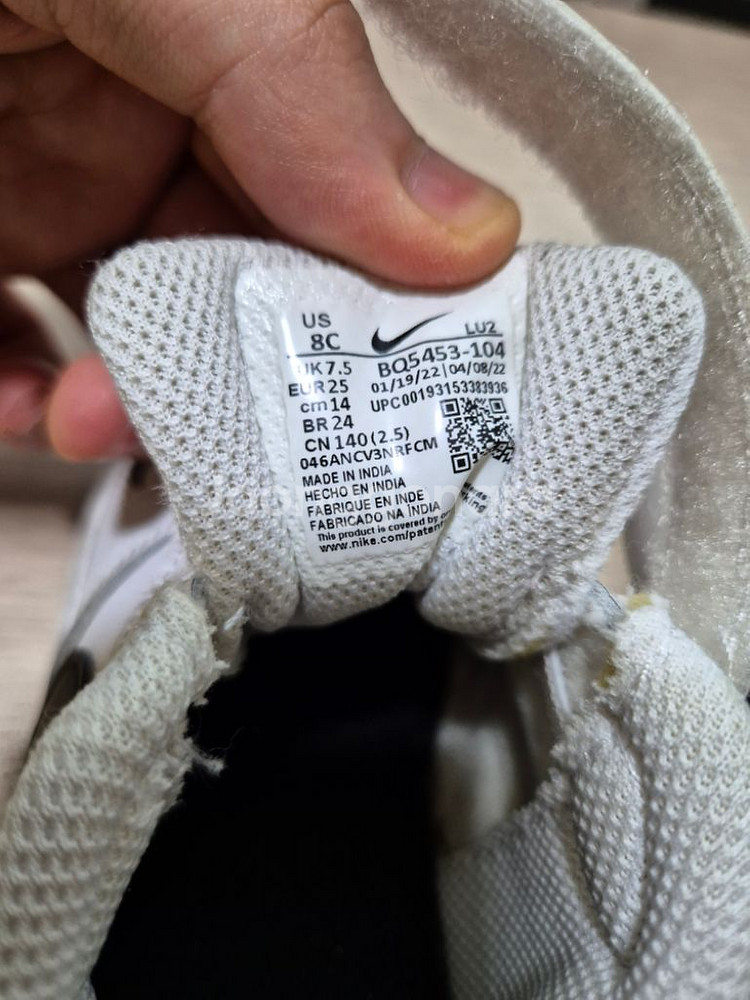 US
8C
LU2
UK7.5
BQ5453-104
EUR25
01/19/22|04/08/22
cm14
UPC00193153383936
BR24
CN 140(2.5)
046ANCV3NRFCM
MADE IN INDIA
HECHO EN INDIA
FABRIQUE EN INDE
FABRICADO NA ÍNDIA
This product is covered by
www.nike.com/paten